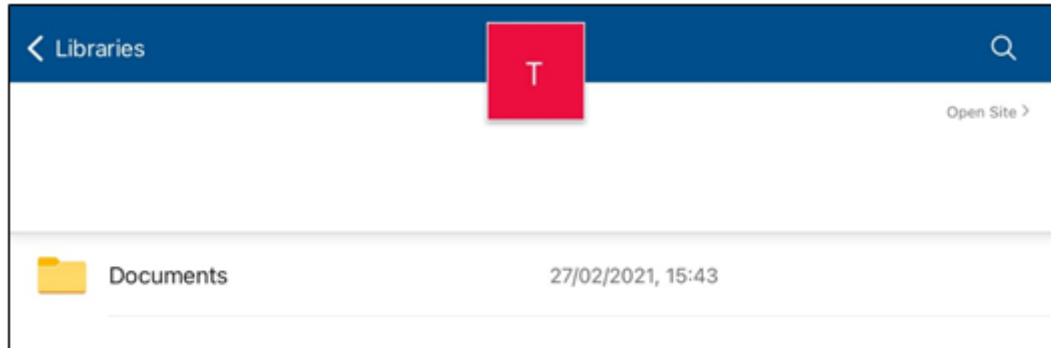 Libraries
T
Open Site >
Documents
27/02/2021, 15:43